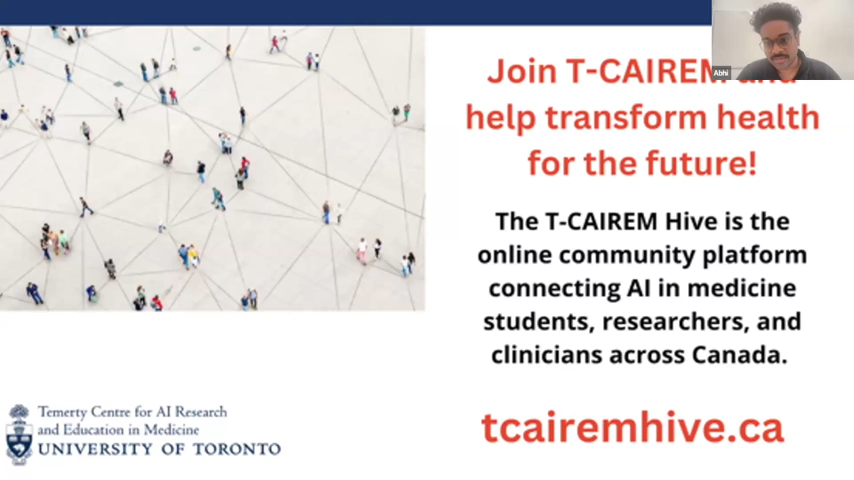 Join T-CAIREM and
help transform health
for the future!
Abhi
The T-CAIREM Hive is the
online community platform
connecting AI in medicine
students, researchers, and
clinicians across Canada.
tcairemhive.ca
Temerty Centre for AI Research
and Education in Medicine
UNIVERSITY OF TORONTO